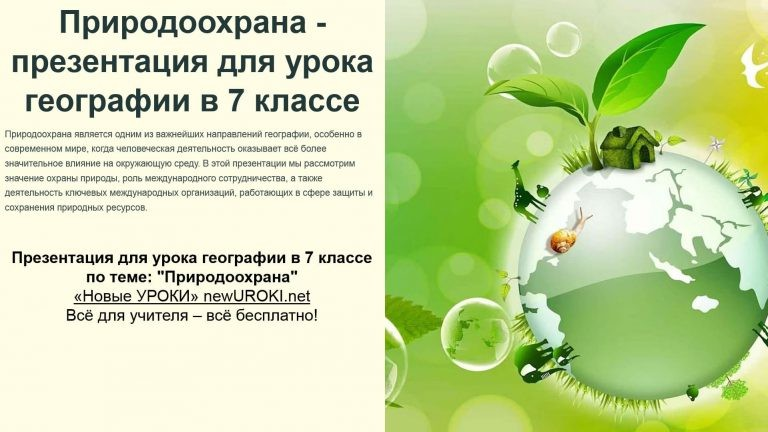 Природоохрана -
презентация для урока
географии в 7 классе
Природоохрана является одним из важнейших направлений географии, особенно в
современном мире, когда человеческая деятельность оказывает всё более
значительное влияние на окружающую среду. В этой презентации мы рассмотрим
значение охраны природы, роль международного сотрудничества, а также
деятельность ключевых международных организаций, работающих в сфере защиты и
сохранения природных ресурсов.
Презентация для урока географии в 7 классе
по теме: "Природоохрана"
«Новые УРОКИ» newUROKI.net
Всё для учителя – всё бесплатно!